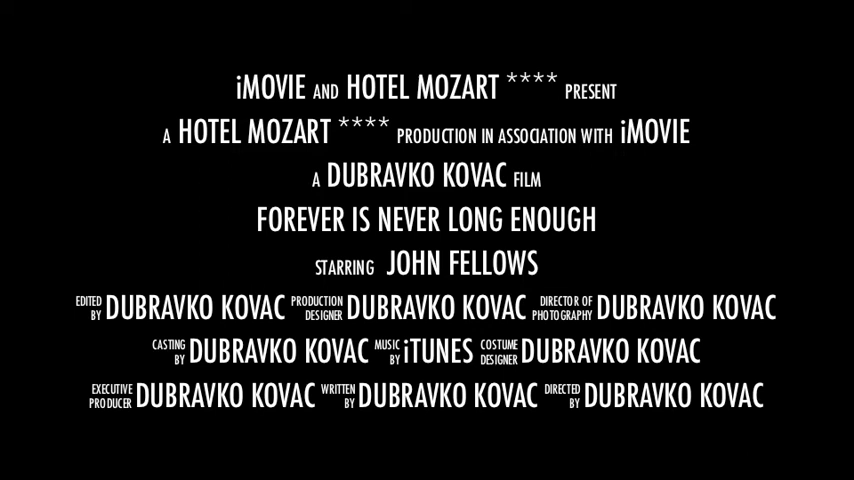 iMOVIE AND HOTEL MOZART **** PRESENT
A HOTEL MOZART **** PRODUCTION IN ASSOCIATION WITH iMOVIE
A DUBRAVKO KOVAC FILM
FOREVER IS NEVER LONG ENOUGH
STARRING JOHN FELLOWS
EDITED BY DUBRAVKO KOVAC PRODUCTION DESIGNER DUBRAVKO KOVAC DIRECTOR OF PHOTOGRAPHY DUBRAVKO KOVAC
CASTING BY DUBRAVKO KOVAC MUSIC BY iTUNES COSTUME DESIGNER DUBRAVKO KOVAC
EXECUTIVE PRODUCER DUBRAVKO KOVAC WRITTEN BY DUBRAVKO KOVAC DIRECTED BY DUBRAVKO KOVAC